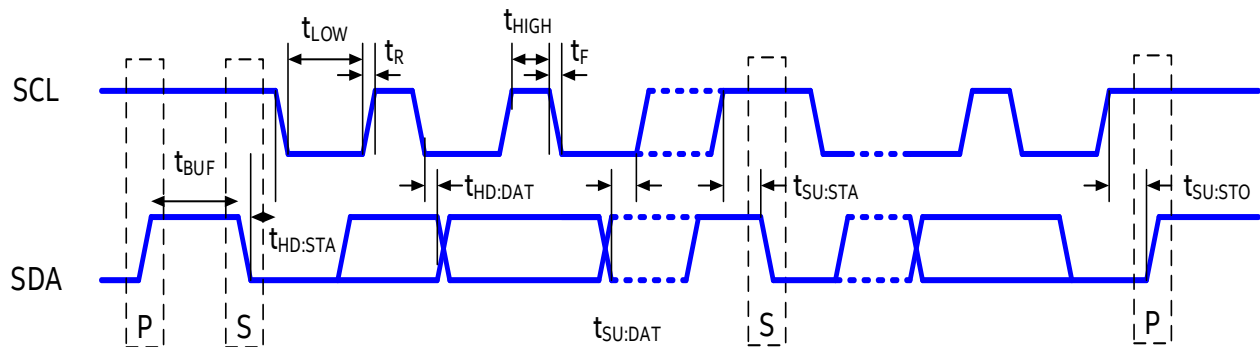 tLOW
tR
tHIGH
tF
SCL
tBUF
tHD:DAT
tSU:STA
tSU:STO
tHD:STA
SDA
P
S
tSU:DAT
S
P